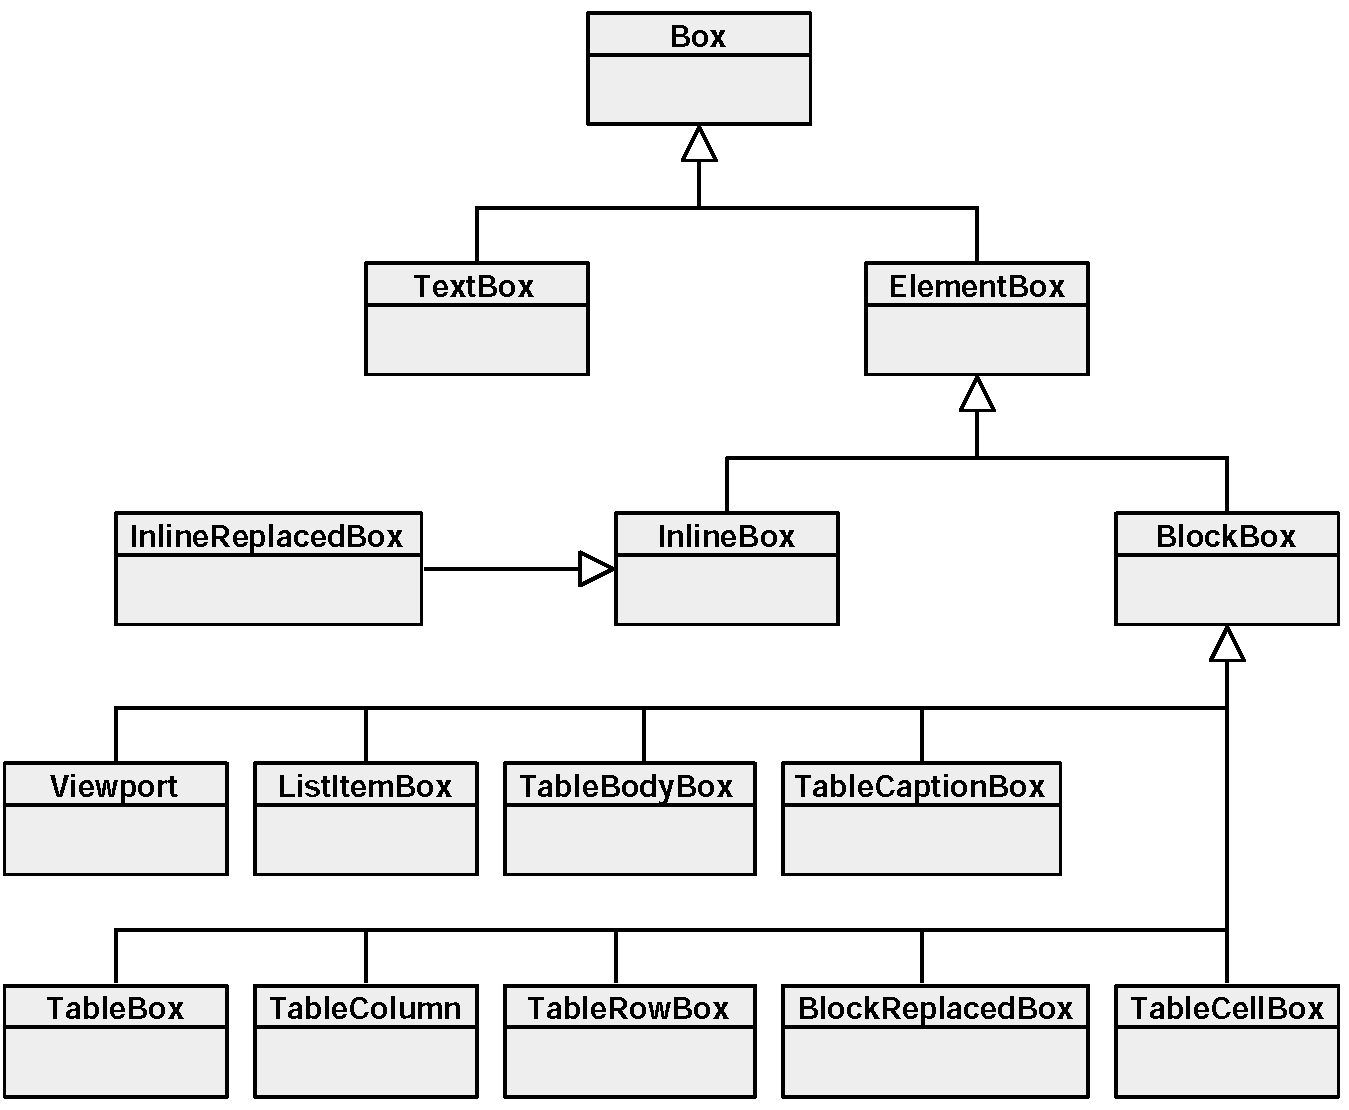 Box
TextBox
ElementBox
InlineReplacedBox
InlineBox
BlockBox
Viewport
ListItemBox
TableBodyBox
TableCaptionBox
TableBox
TableColumn
TableRowBox
BlockReplacedBox
TableCellBox